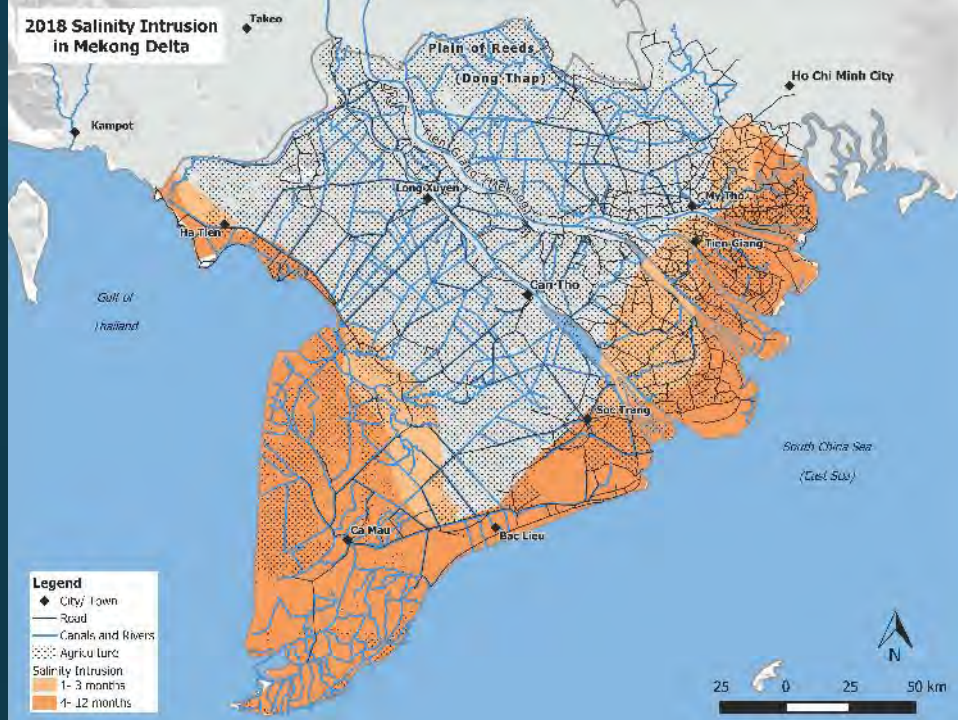 2018 Salinity Intrusion
in Mekong Delta
Takeo
Plain of Reeds
(Dong Thap)
Ho Chi Minh City
Kampot
Long Xuyen
My Tho
Ha Tien
Tien Giang
Gulf of
Thailand
Can Tho
Soc Trang
South China Sea
(East Sea)
Ca Mau
Bac Lieu
Legend
City/ Town
Road
Canals and Rivers
Agriculture
Salinity Intrusion
1- 3 months
4- 12 months
N
25 0 25 50 km